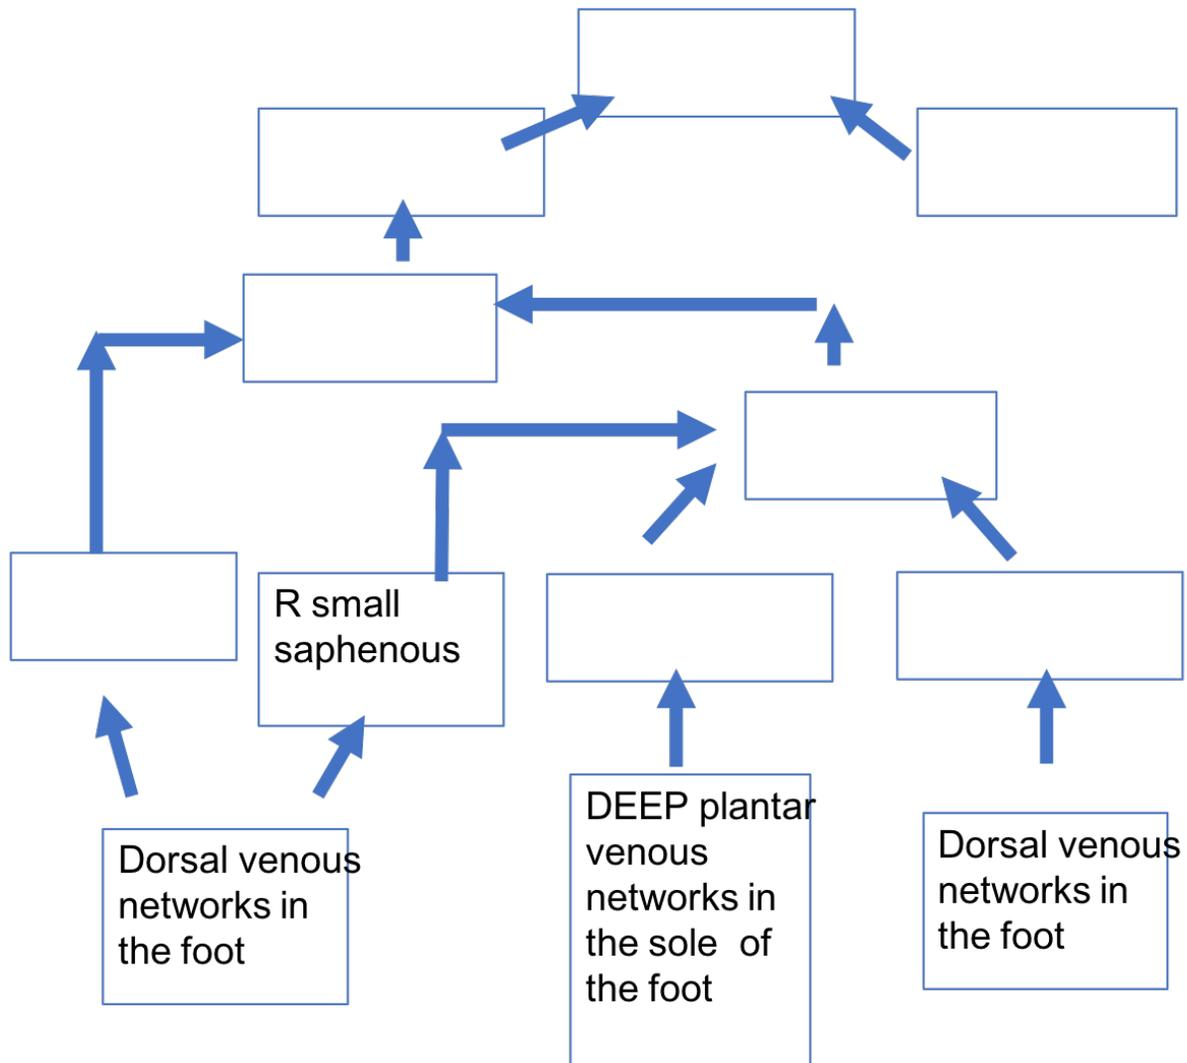 R small
saphenous
Dorsal venous
networks in
the foot
DEEP plantar
venous
networks in
the sole of
the foot
Dorsal venous
networks in
the foot